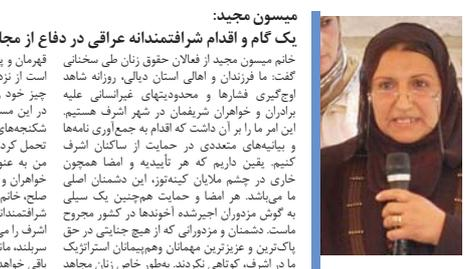 میسون مجید:
یک گام و اقدام شرافتمندانه عراقی در دفاع از مجا
خانم میسون مجید از فعالان حقوق زنان طی سخنانی
گفت: ما فرزندان و اهالی استان دیالی، روزانه شاهد
اوج‌گیری فشارها و محدودیتهای غیرانسانی علیه
برادران و خواهران شریفمان در شهر اشرف هستیم.
این امر ما را بر آن داشت که اقدام به جمع‌آوری نامه‌ها
و بیانیه‌های متعددی در حمایت از ساکنان اشرف
کنیم. یقین داریم که هر تأییدیه و امضا همچون
خاری در چشم ملایان کینه‌توز، این دشمنان اصلی
ما می‌باشد. هر امضا و حمایت هم‌چنین یک سیلی
به گوش مزدوران اجیرشده آخوندها در کشور مجروح
ماست. دشمنان و مزدورانی که از هیچ جنایتی در حق
پاک‌ترین و عزیزترین مهمانان وهم‌پیمانان استراتژیک
ما در اشرف، کوتاهی نکردند. به‌طور خاص زنان مجاهد
قهرمان و پ
است از نزد
چیز خود و
در این مس
شکنجه‌های
تحمل کرد
من به عنو
خواهران و
صلح، خانم
شرافتمندان
اشرف را می
سربلند، مان
باقی خواهد